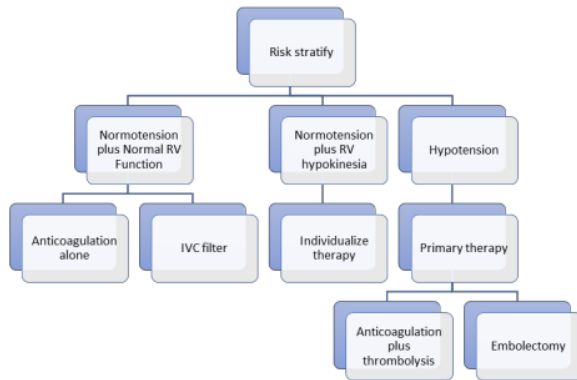 Risk stratify
Normotension
plus Normal RV
Function
Normotension
plus RV
hypokinesia
Hypotension
Anticoagulation
alone
IVC filter
Individualize
therapy
Primary therapy
Anticoagulation
plus
thrombolysis
Embolectomy